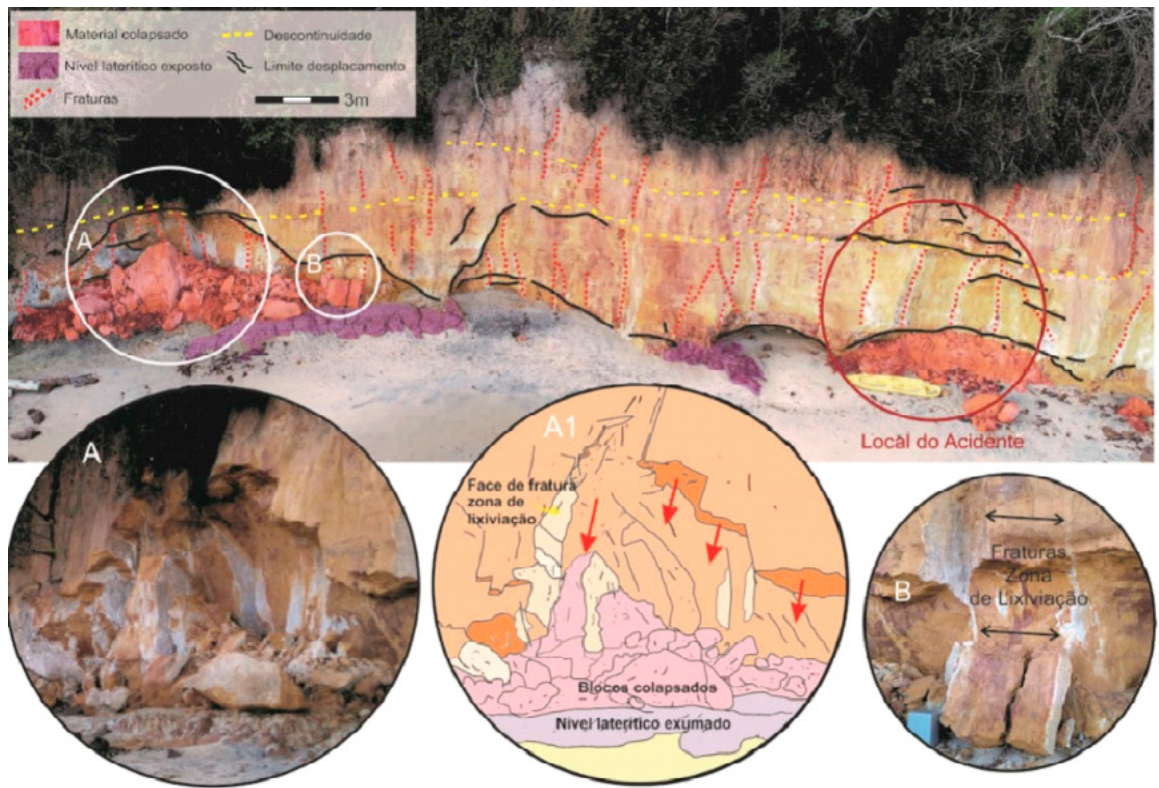 Material colapsado
Descontinuidade
Nível laterítico exposto
Limite desplacamento
Fraturas
3m
A
B
Local do Acidente
A
A1
Face de fratura
zona de
lixiviação
Blocos colapsados
Nível laterítico exumado
Fraturas
Zona
de Lixiviação
B